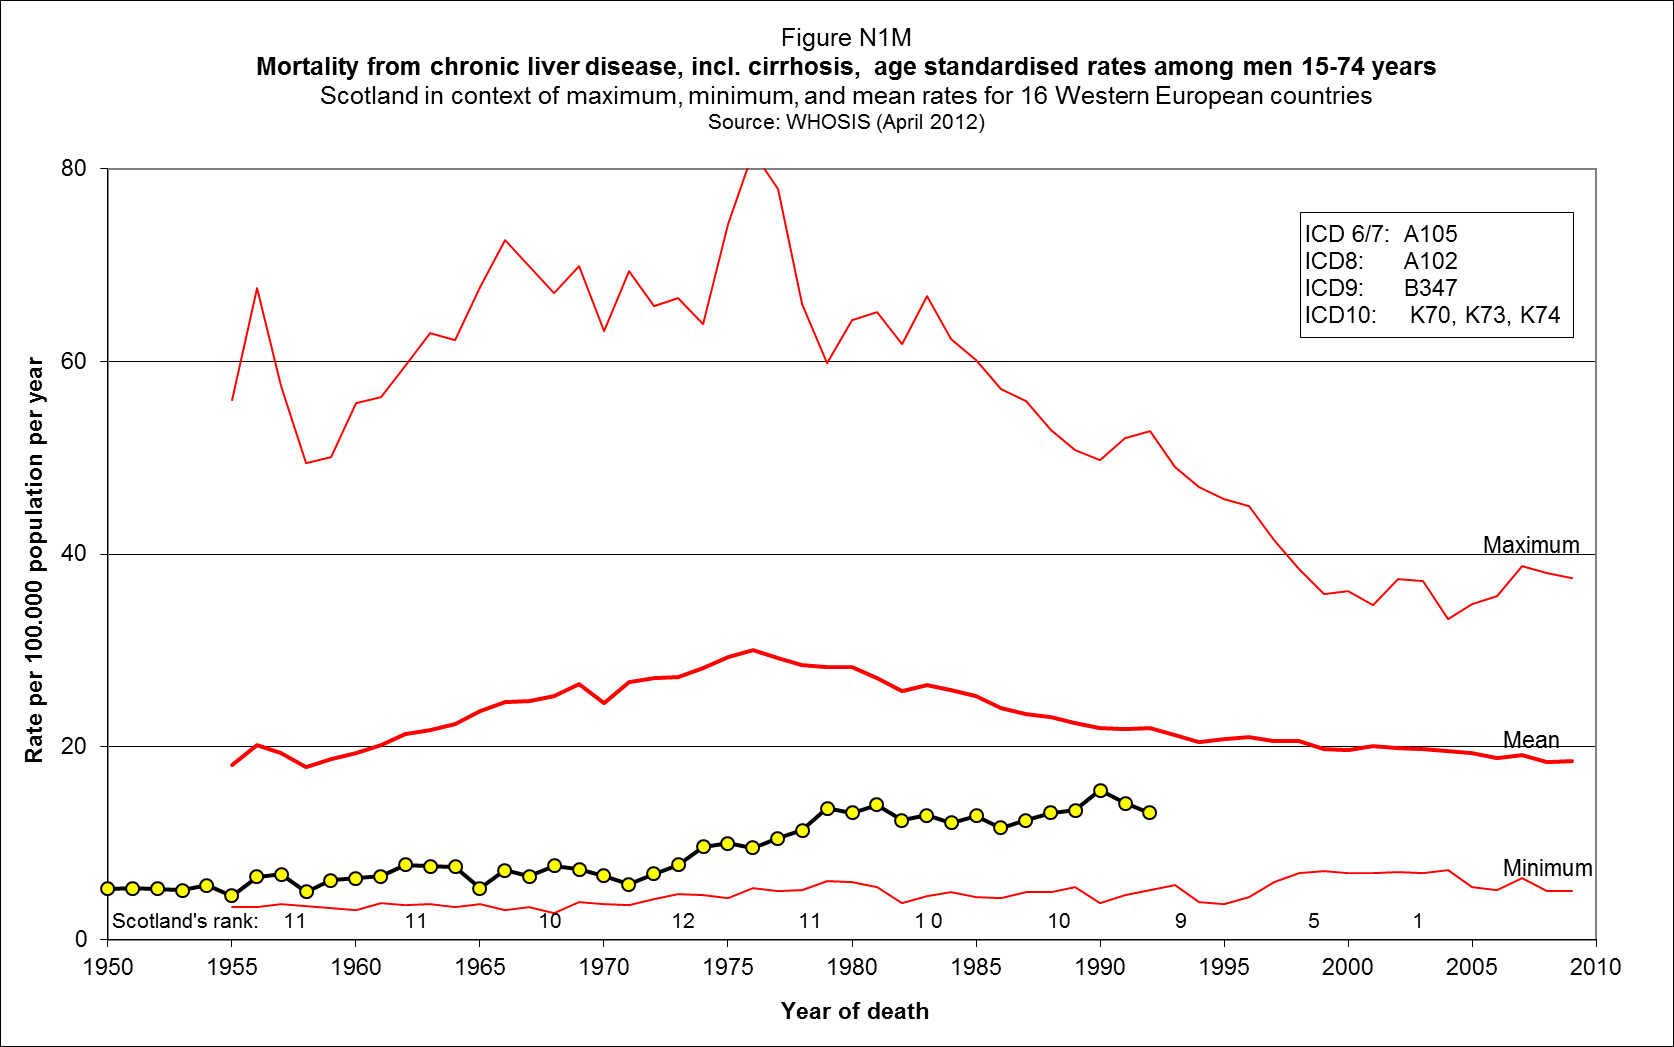 Figure N1M
Mortality from chronic liver disease, incl. cirrhosis, age standardised rates among men 15-74 years
Scotland in context of maximum, minimum, and mean rates for 16 Western European countries
Source: WHOSIS (April 2012)
80
60
40
20
0
Rate per 100.000 population per year
ICD 6/7: A105
ICD8: A102
ICD9: B347
ICD10: K70, K73, K74
Maximum
Mean
Minimum
Scotland's rank: 11 11 10 12 11 1 0 10 9 5 1
1950 1955 1960 1965 1970 1975 1980 1985 1990 1995 2000 2005 2010
Year of death